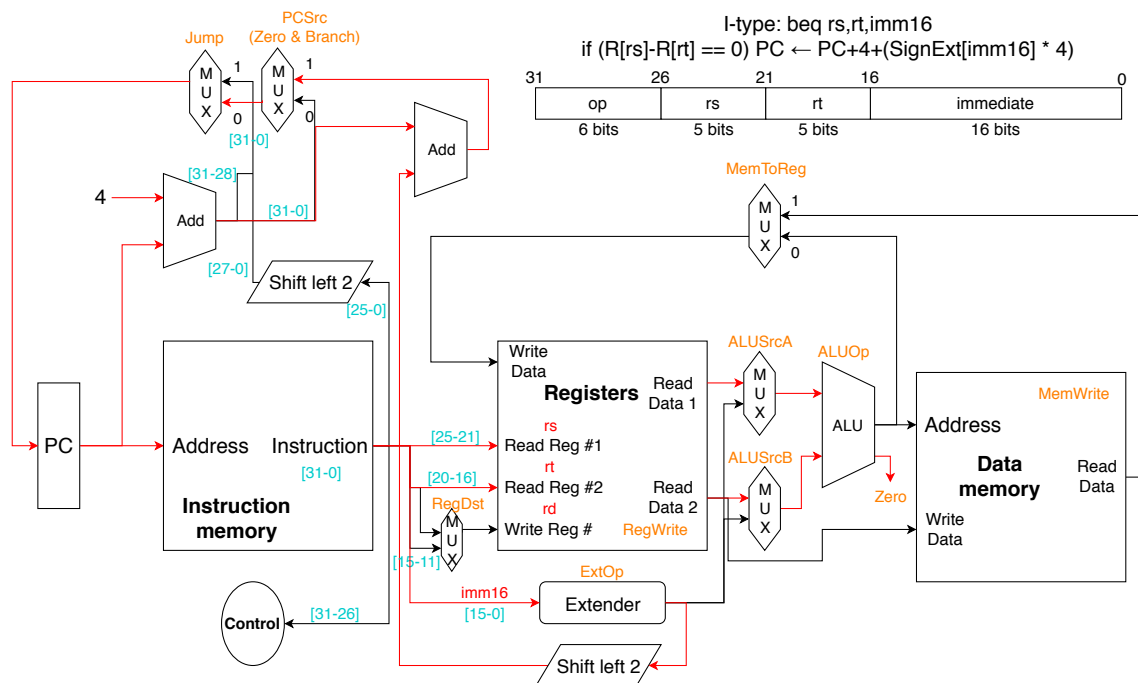 I-type: beq rs,rt,imm16
if (R[rs]-R[rt] == 0) PC ← PC+4+(SignExt[imm16] * 4)
31 26 21 16 0
op rs rt immediate
6 bits 5 bits 5 bits 16 bits
PCSrc
(Zero & Branch)
Jump
MUX
1
0
MUX
1
0
[31-0]
Add
[31-28]
4
Add
[31-0]
[27-0]
Shift left 2
[25-0]
MemToReg
MUX
1
0
PC
Address
Instruction
[31-0]
Instruction
memory
[25-21]
[20-16]
RegDst
MUX
[15-11]
Write
Data
Registers
Read
Data 1
rs
Read Reg #1
rt
Read Reg #2
rd
Write Reg #
Read
Data 2
RegWrite
ALUSrcA
MUX
ALUSrcB
MUX
ALUOp
ALU
Zero
MemWrite
Address
Data
memory
Read
Data
Write
Data
ExtOp
imm16
[15-0]
Extender
Control
[31-26]
Shift left 2